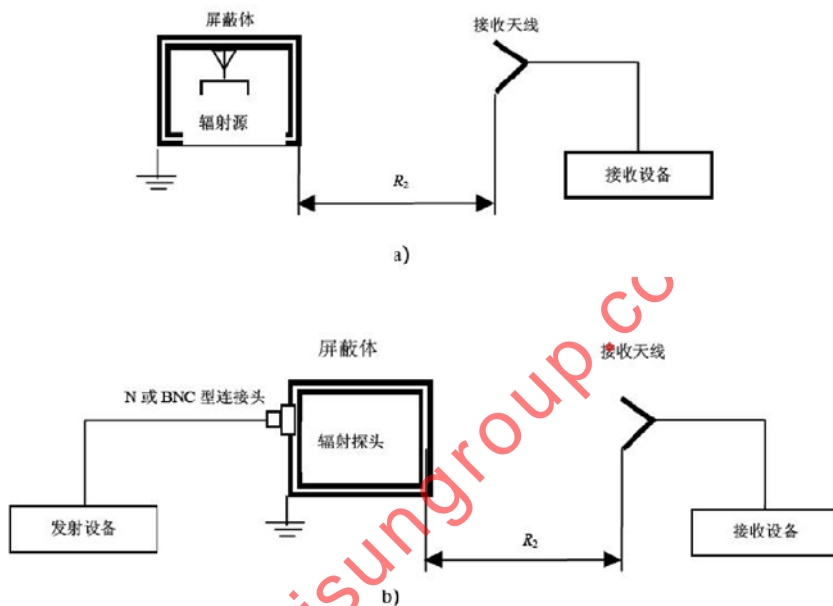 屏蔽体
接收天线
辐射源
接收设备
R₂
a)
屏蔽体
接收天线
N 或 BNC 型连接头
辐射探头
发射设备
接收设备
R₂
b)
isungroup.co